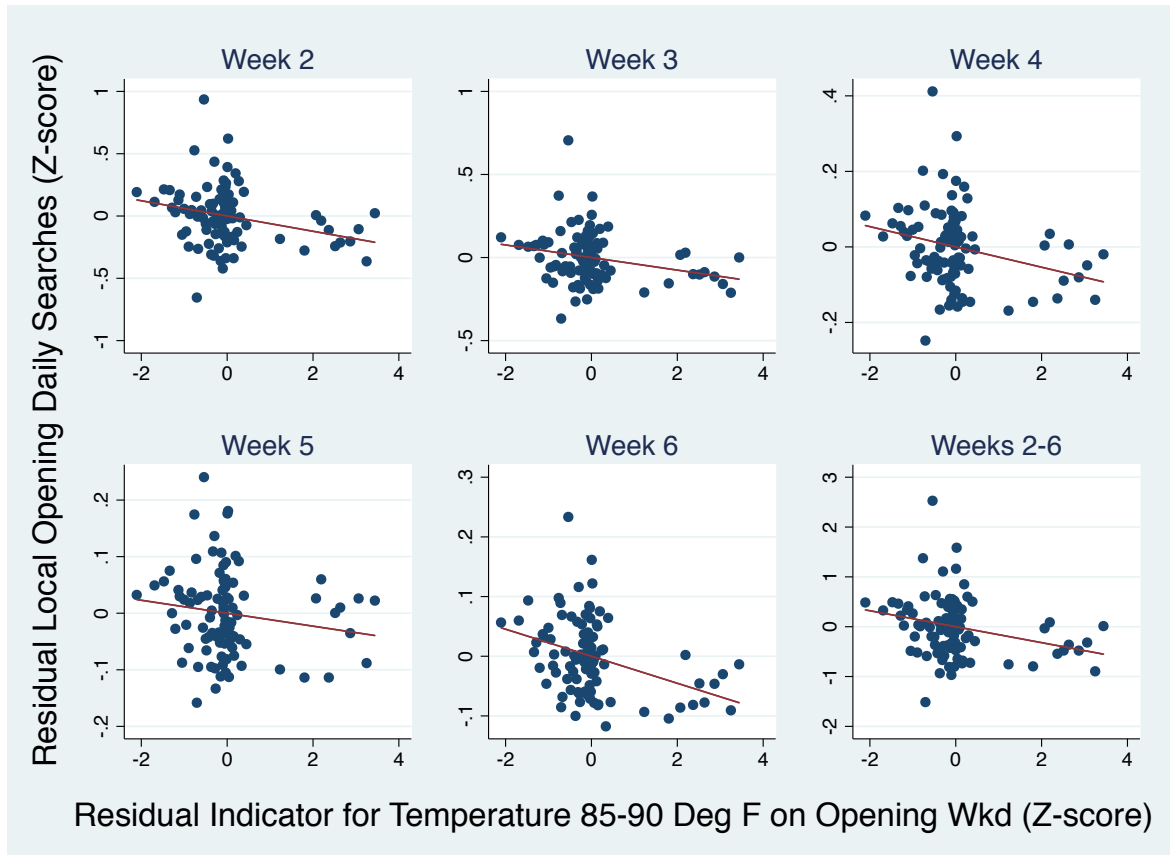 Residual Local Opening Daily Searches (Z-score)
Week 2
1
.5
0
-.5
-1
-2 0 2 4
Week 3
1
.5
0
-.5
-2 0 2 4
Week 4
.4
.2
0
-.2
-2 0 2 4
Week 5
.2
.1
0
-.1
-.2
-2 0 2 4
Week 6
.3
.2
.1
0
-.1
-2 0 2 4
Weeks 2-6
3
2
1
0
-1
-2
-2 0 2 4
Residual Indicator for Temperature 85-90 Deg F on Opening Wkd (Z-score)